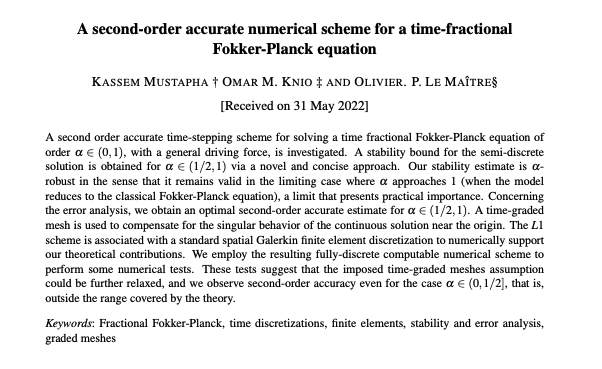 A second-order accurate numerical scheme for a time-fractional
Fokker-Planck equation
KASSEM MUSTAPHA † OMAR M. KNIO ‡ AND OLIVIER. P. LE MAÎTRE§
[Received on 31 May 2022]
A second order accurate time-stepping scheme for solving a time fractional Fokker-Planck equation of
order α ∈ (0,1), with a general driving force, is investigated. A stability bound for the semi-discrete
solution is obtained for α ∈ (1/2,1) via a novel and concise approach. Our stability estimate is α-
robust in the sense that it remains valid in the limiting case where α approaches 1 (when the model
reduces to the classical Fokker-Planck equation), a limit that presents practical importance. Concerning
the error analysis, we obtain an optimal second-order accurate estimate for α ∈ (1/2,1). A time-graded
mesh is used to compensate for the singular behavior of the continuous solution near the origin. The L1
scheme is associated with a standard spatial Galerkin finite element discretization to numerically support
our theoretical contributions. We employ the resulting fully-discrete computable numerical scheme to
perform some numerical tests. These tests suggest that the imposed time-graded meshes assumption
could be further relaxed, and we observe second-order accuracy even for the case α ∈ (0,1/2], that is,
outside the range covered by the theory.
Keywords: Fractional Fokker-Planck, time discretizations, finite elements, stability and error analysis,
graded meshes